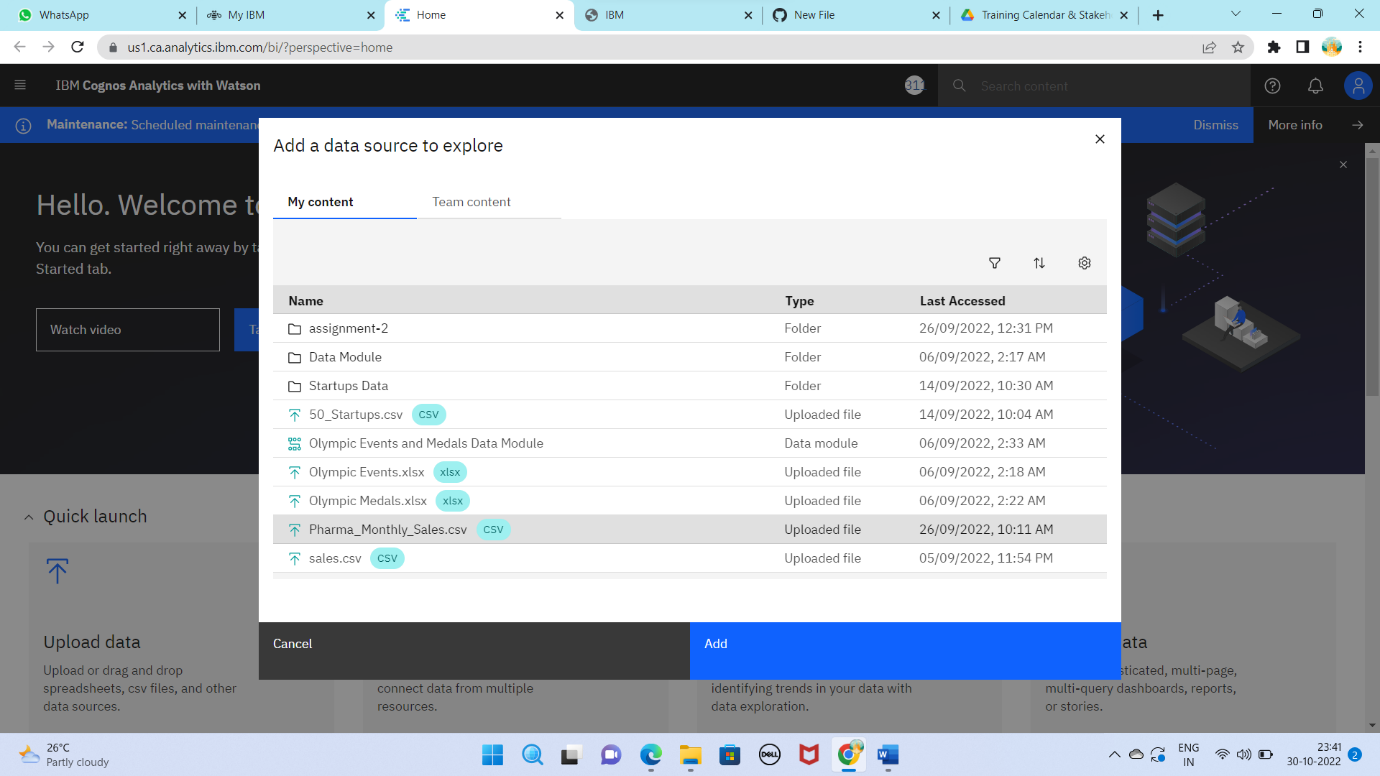 WhatsApp
My IBM
Home
IBM
New File
Training Calendar & Stakeh
us1.ca.analytics.ibm.com/bi/?perspective=home
IBM Cognos Analytics with Watson
311
Search content
Maintenance: Scheduled maintenan
Dismiss
More info
Hello. Welcome to
You can get started right away by ta
Started tab.
Watch video
Ta
Add a data source to explore
My content
Team content
Name Type Last Accessed
assignment-2 Folder 26/09/2022, 12:31 PM
Data Module Folder 06/09/2022, 2:17 AM
Startups Data Folder 14/09/2022, 10:30 AM
50_Startups.csv CSV Uploaded file 14/09/2022, 10:04 AM
Olympic Events and Medals Data Module Data module 06/09/2022, 2:33 AM
Olympic Events.xlsx xlsx Uploaded file 06/09/2022, 2:18 AM
Olympic Medals.xlsx xlsx Uploaded file 06/09/2022, 2:22 AM
Pharma_Monthly_Sales.csv CSV Uploaded file 26/09/2022, 10:11 AM
sales.csv CSV Uploaded file 05/09/2022, 11:54 PM
Cancel
Add
Quick launch
Upload data
Upload or drag and drop
spreadsheets, csv files, and other
data sources.
connect data from multiple
resources.
identifying trends in your data with
data exploration.
ata
sticated, multi-page,
multi-query dashboards, reports,
or stories.
26°C
Partly cloudy
DELL
W
ENG
IN
23:41
30-10-2022
2